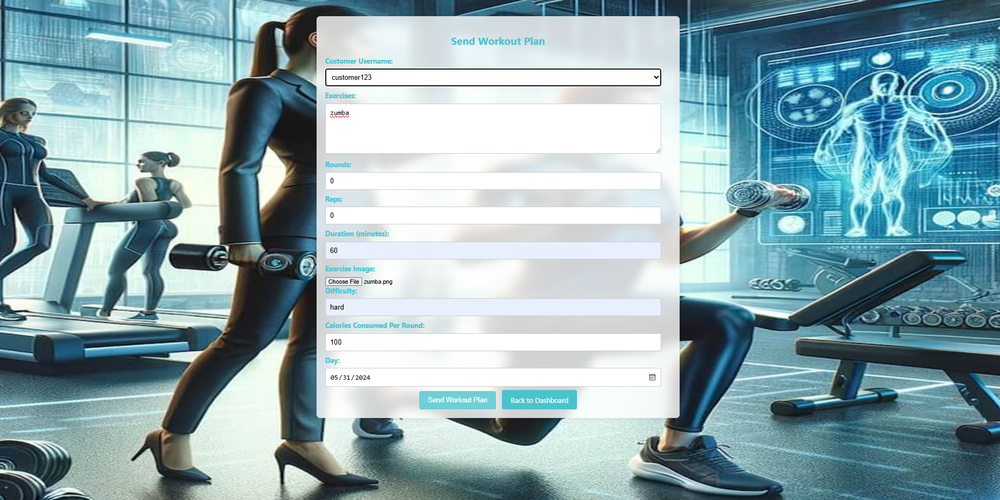 Send Workout Plan
Customer Username:
customer123
Exercises:
zumba
Rounds:
0
Reps:
0
Duration (minutes):
60
Exercise Image:
Choose File zumba.png
Difficulty:
hard
Calories Consumed Per Round:
100
Day:
05/31/2024
Send Workout Plan Back to Dashboard